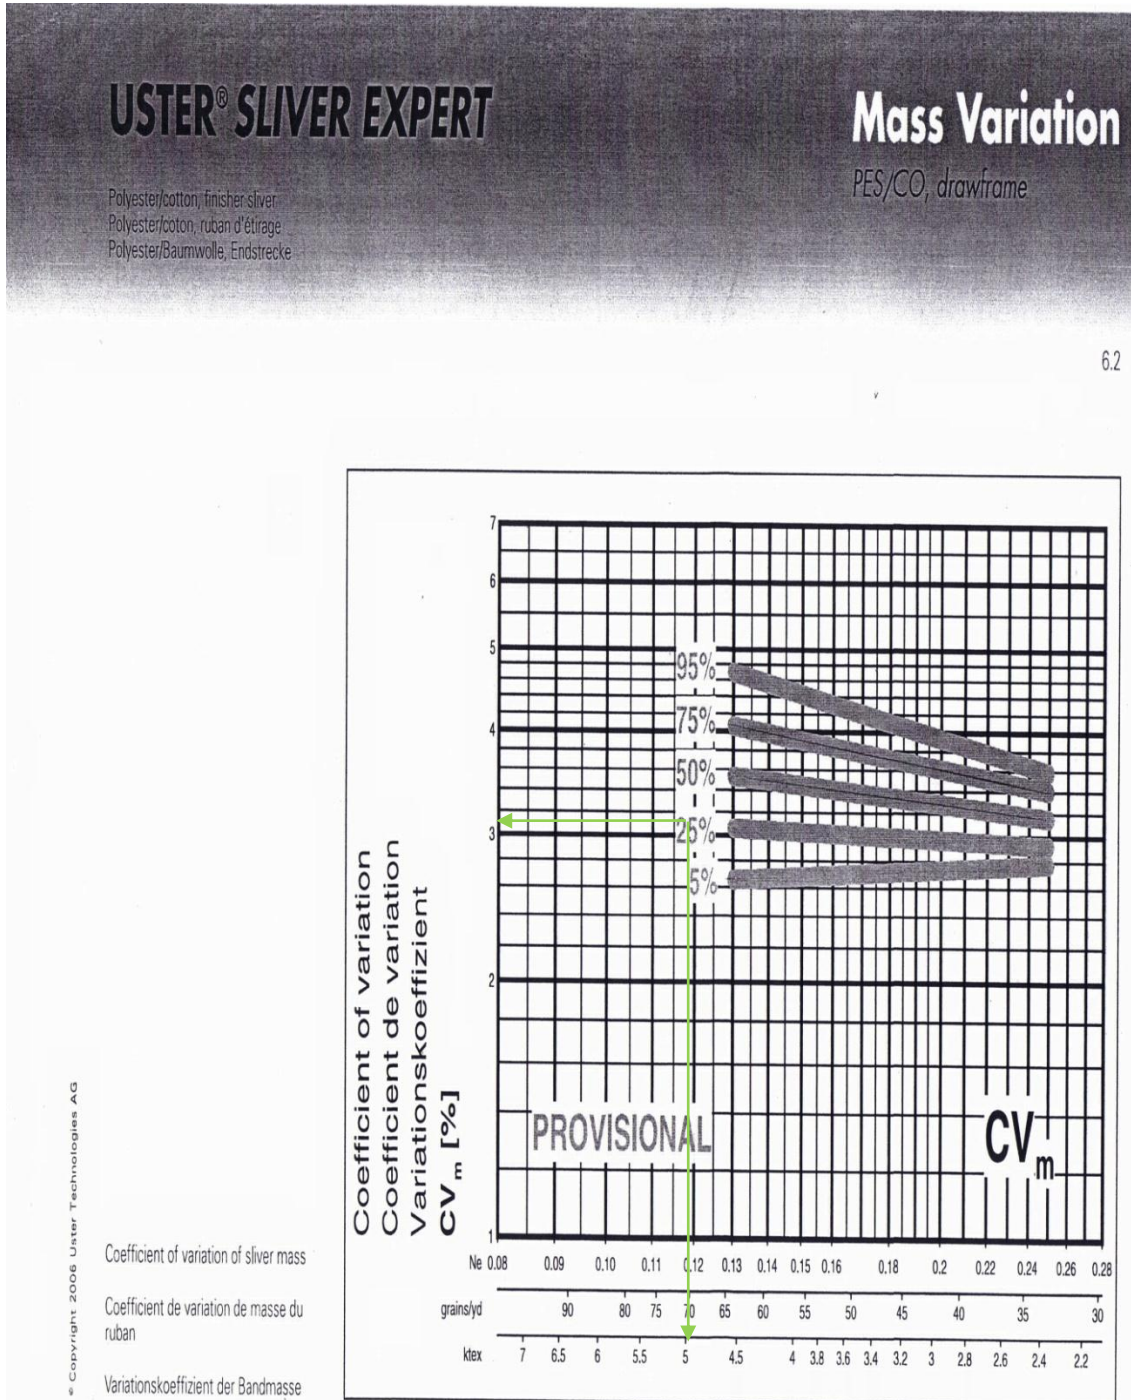 USTER® SLIVER EXPERT
Mass Variation
PES/CO, drawframe
Polyester/cotton, finisher sliver
Polyester/coton, ruban d'étirage
Polyester/Baumwolle, Endstrecke
6.2
7
6
5
4
3
2
1
95%
75%
50%
25%
5%
Coefficient of variation
Coefficient de variation
Variationskoeffizient
CVm [%]
PROVISIONAL
CVm
Ne 0.08 0.09 0.10 0.11 0.12 0.13 0.14 0.15 0.16 0.18 0.2 0.22 0.24 0.26 0.28
grains/yd 90 80 75 70 65 60 55 50 45 40 35 30
ktex 7 6.5 6 5.5 5 4.5 4 3.8 3.6 3.4 3.2 3 2.8 2.6 2.4 2.2
© Copyright 2006 Uster Technologies AG
Coefficient of variation of sliver mass
Coefficient de variation de masse du
ruban
Variationskoeffizient der Bandmasse